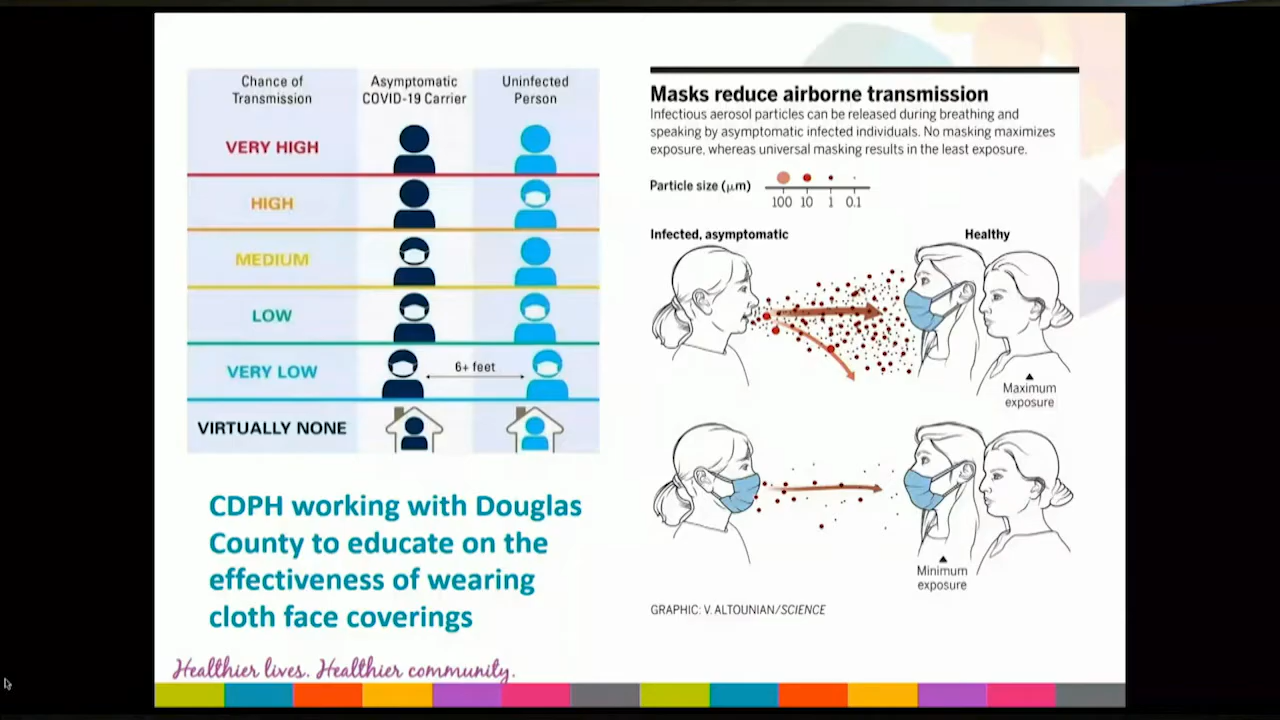 Chance of
Transmission
Asymptomatic
COVID-19 Carrier
Uninfected
Person
VERY HIGH
HIGH
MEDIUM
LOW
VERY LOW
6+ feet
VIRTUALLY NONE
CDPH working with Douglas
County to educate on the
effectiveness of wearing
cloth face coverings
Healthier lives. Healthier community.
Masks reduce airborne transmission
Infectious aerosol particles can be released during breathing and
speaking by asymptomatic infected individuals. No masking maximizes
exposure, whereas universal masking results in the least exposure.
Particle size (μm)
100 10 1 0.1
Infected, asymptomatic
Healthy
Maximum
exposure
Minimum
exposure
GRAPHIC: V. ALTOUNIAN/SCIENCE